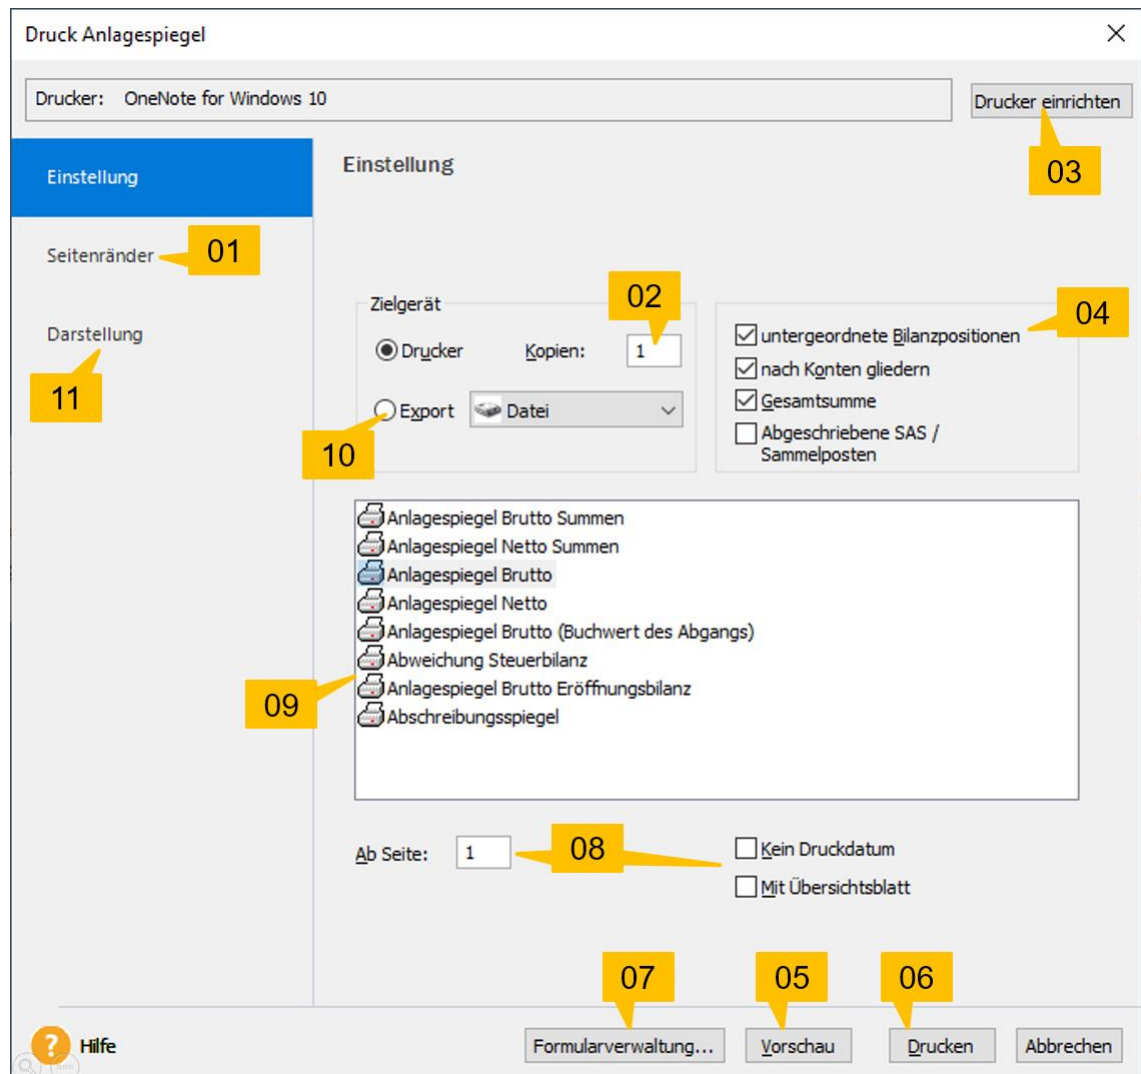 Druck Anlagespiegel
Drucker: OneNote for Windows 10
Drucker einrichten
03
Einstellung
Einstellung
Seitenränder
01
Darstellung
11
Zielgerät
02
Drucker
Kopien:
1
Export
Datei
10
04
untergeordnete Bilanzpositionen
nach Konten gliedern
Gesamtsumme
Abgeschriebene SAS /
Sammelposten
Anlagespiegel Brutto Summen
Anlagespiegel Netto Summen
Anlagespiegel Brutto
Anlagespiegel Netto
Anlagespiegel Brutto (Buchwert des Abgangs)
Abweichung Steuerbilanz
Anlagespiegel Brutto Eröffnungsbilanz
Abschreibungsspiegel
09
Ab Seite:
1
08
Kein Druckdatum
Mit Übersichtsblatt
07
05
06
? Hilfe
Formularverwaltung...
Vorschau
Drucken
Abbrechen